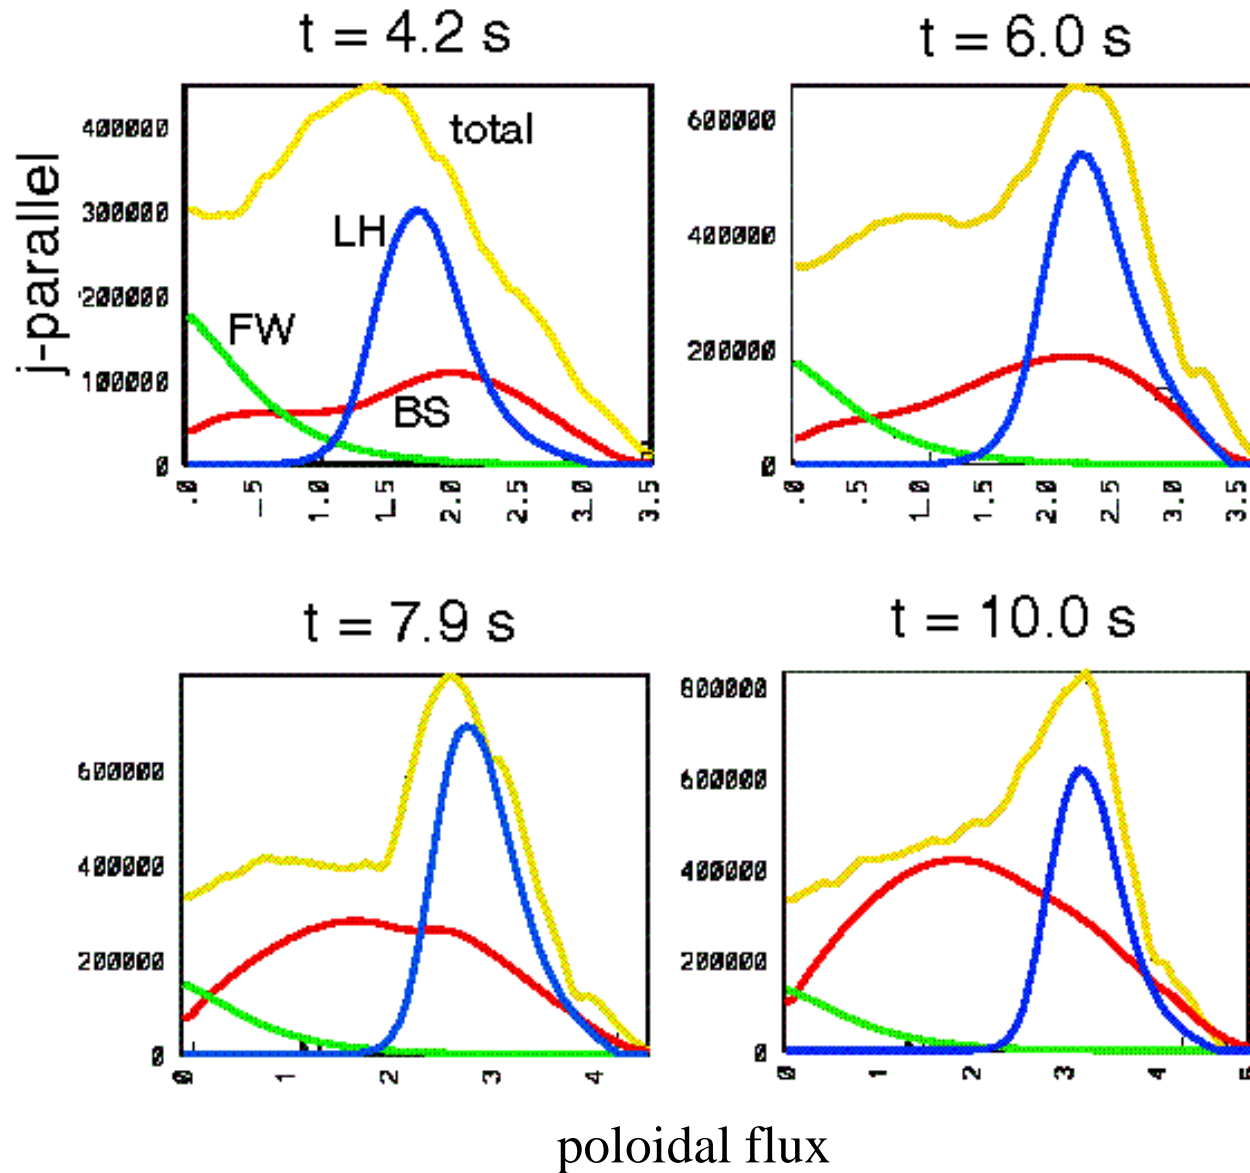 t = 4.2 s
t = 6.0 s
j-parallel
400000
300000
200000
100000
0
total
LH
FW
BS
.0 .5 1.0 1.5 2.0 2.5 3.0 3.5
600000
400000
200000
0
.0 .5 1.0 1.5 2.0 2.5 3.0 3.5
t = 7.9 s
t = 10.0 s
600000
400000
200000
0
0 1 2 3 4
800000
600000
400000
200000
0
0 1 2 3 4 5
poloidal flux